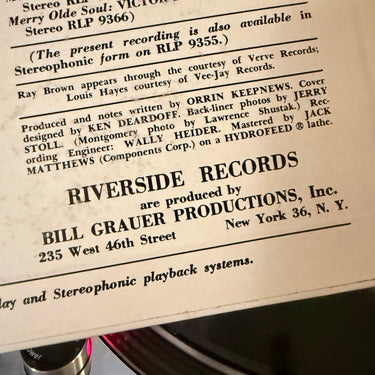 Stereo RLP
Merry Olde Soul: VICTOR
Stereo RLP 9366)
(The present recording is also available in
Stereophonic form on RLP 9355.)
Ray Brown appears through the courtesy of Verve Records;
Louis Hayes courtesy of Vee-Jay Records.
Produced and notes written by ORRIN KEEPNEWS. Cover
designed by KEN DEARDOFF. Back-liner photos by JERRY
STOLL. (Montgomery photo by Lawrence Shustak.) Rec-
ording Engineer: WALLY HEIDER. Mastered by JACK
MATTHEWS (Components Corp.) on a HYDROFEED ® lathe.
RIVERSIDE RECORDS
are produced by
BILL GRAUER PRODUCTIONS, Inc.
235 West 46th Street New York 36, N. Y.
lay and Stereophonic playback systems.
ower